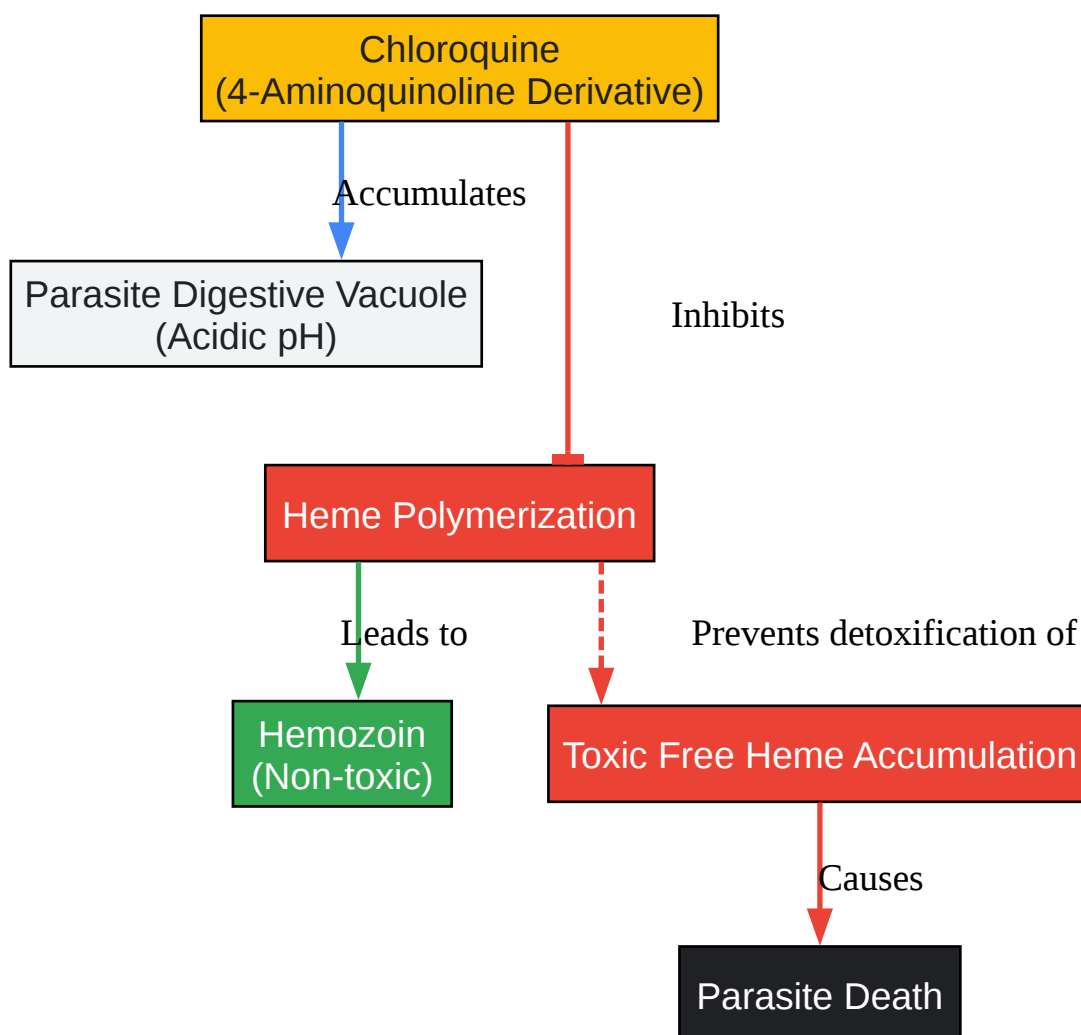 Chloroquine
(4-Aminoquinoline Derivative)
Accumulates
Parasite Digestive Vacuole
(Acidic pH)
Inhibits
Heme Polymerization
Leads to
Prevents detoxification of
Hemozoin
(Non-toxic)
Toxic Free Heme Accumulation
Causes
Parasite Death